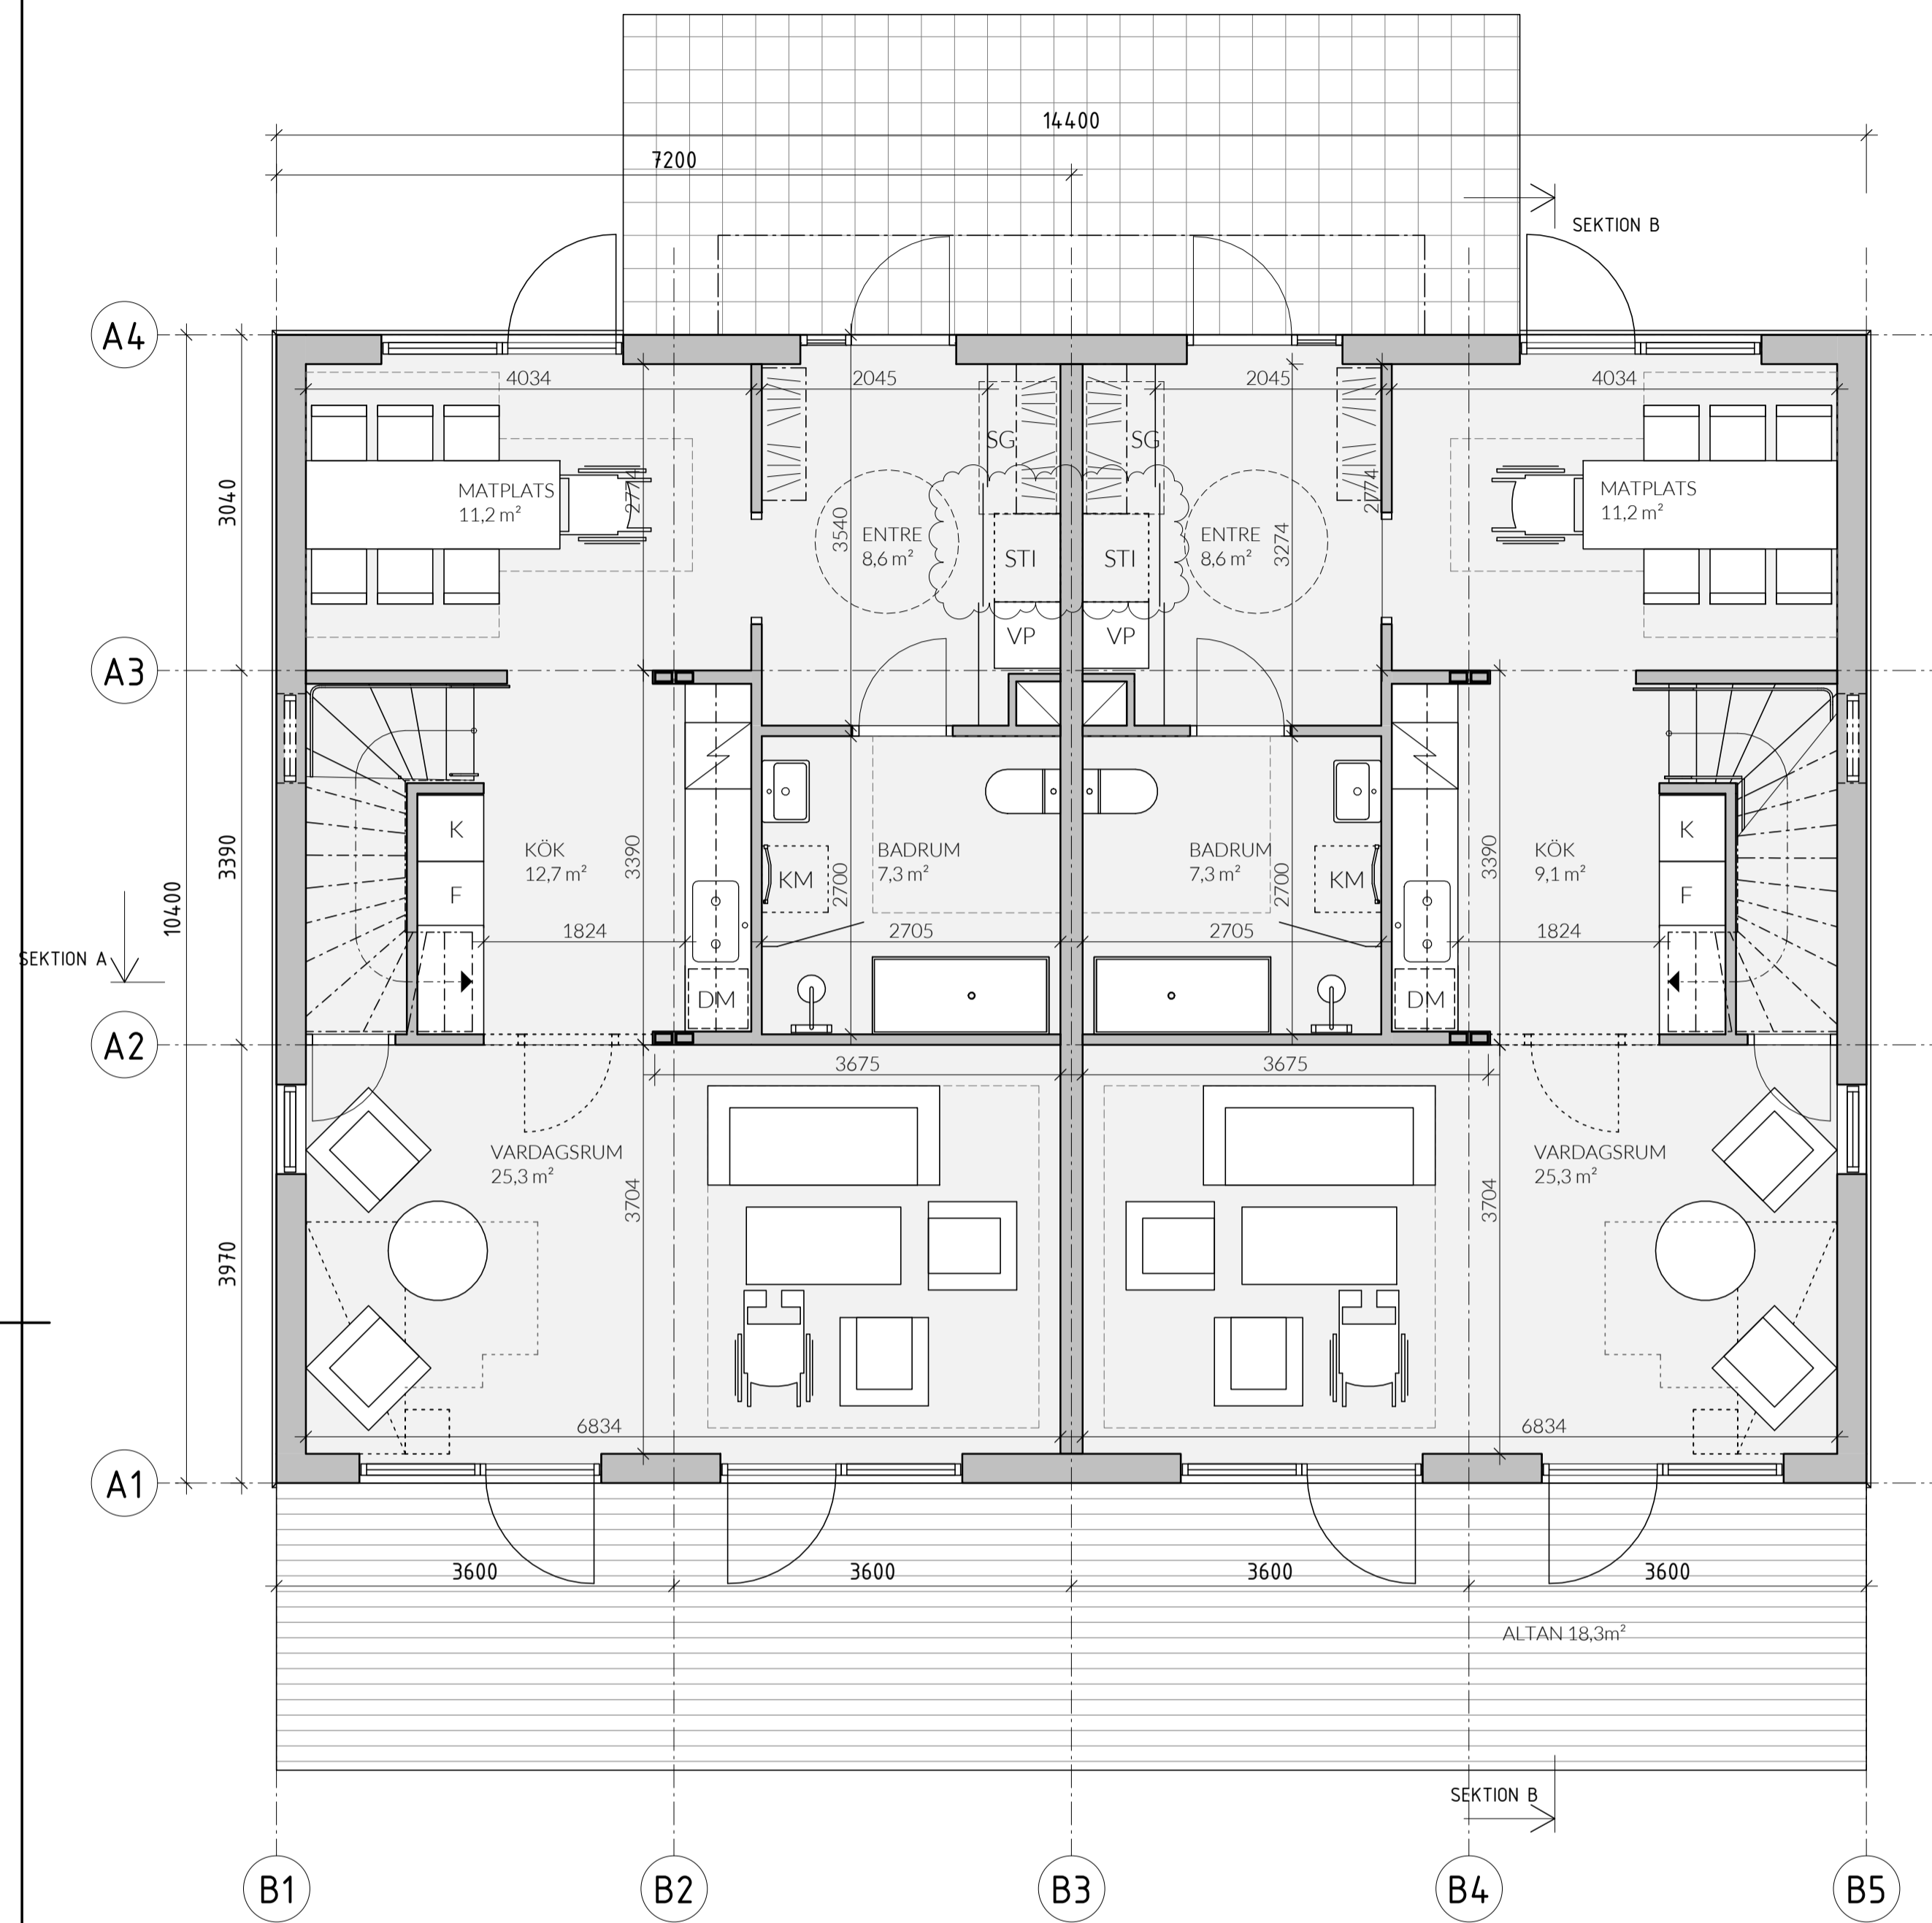 14400
7200
SEKTION B
A4
4034
2045
2045
4034
SG
SG
3040
MATPLATS
11,2 m²
2774
3540
ENTRE
8,6 m²
STI
STI
ENTRE
8,6 m²
3274
2774
MATPLATS
11,2 m²
VP
VP
A3
K
KÖK
12,7 m²
3390
3390
F
KM
BADRUM
7,3 m²
2700
BADRUM
7,3 m²
2700
KM
3390
KÖK
9,1 m²
K
F
10400
1824
2705
2705
1824
SEKTION A
DM
DM
A2
3675
3675
VARDAGSRUM
25,3 m²
VARDAGSRUM
25,3 m²
3970
3704
3704
6834
6834
A1
3600
3600
3600
3600
ALTAN 18,3m²
SEKTION B
B1
B2
B3
B4
B5